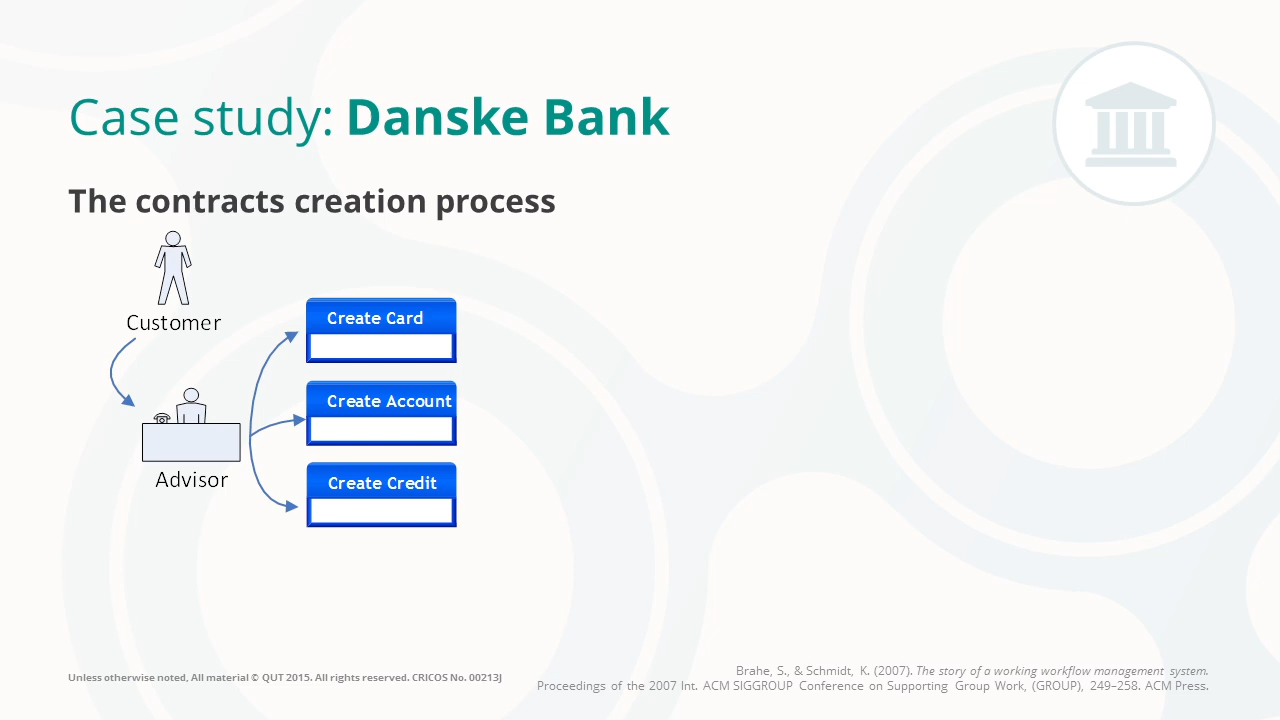 Case study: Danske Bank
The contracts creation process
Customer
Create Card
Create Account
Advisor
Create Credit
Unless otherwise noted, All material © QUT 2015. All rights reserved. CRICOS No. 00213J
Brahe, S., & Schmidt, K. (2007). The story of a working workflow management system.
Proceedings of the 2007 Int. ACM SIGGROUP Conference on Supporting Group Work, (GROUP), 249–258. ACM Press.